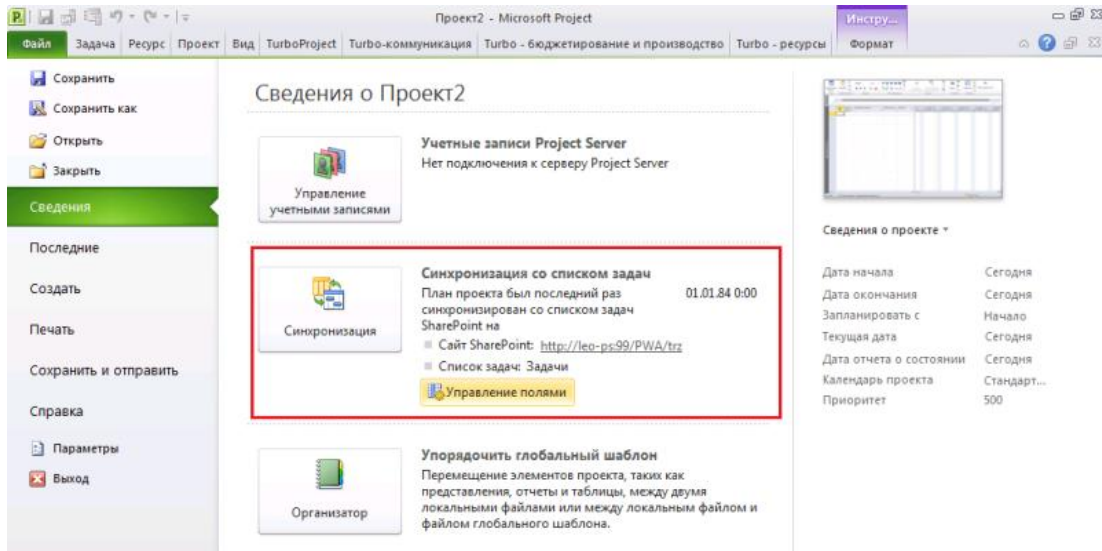 Проект2 - Microsoft Project
Инстру...
Файл Задача Ресурс Проект Вид TurboProject Turbo-коммуникация Turbo - бюджетирование и производство Turbo - ресурсы Формат
Сохранить
Сохранить как
Открыть
Закрыть
Сведения
Последние
Создать
Печать
Сохранить и отправить
Справка
Параметры
Выход
Сведения о Проект2
Управление
учетными записями
Учетные записи Project Server
Нет подключения к серверу Project Server
Синхронизация
Синхронизация со списком задач
План проекта был последний раз 01.01.84 0:00
синхронизирован со списком задач
SharePoint на
Сайт SharePoint: http://leo-ps:99/PWA/trz
Список задач: Задачи
Управление полями
Организатор
Упорядочить глобальный шаблон
Перемещение элементов проекта, таких как
представления, отчеты и таблицы, между двумя
локальными файлами или между локальным файлом и
файлом глобального шаблона.
Сведения о проекте
Дата начала Сегодня
Дата окончания Сегодня
Запланировать с Начало
Текущая дата Сегодня
Дата отчета о состоянии Сегодня
Календарь проекта Стандарт...
Приоритет 500